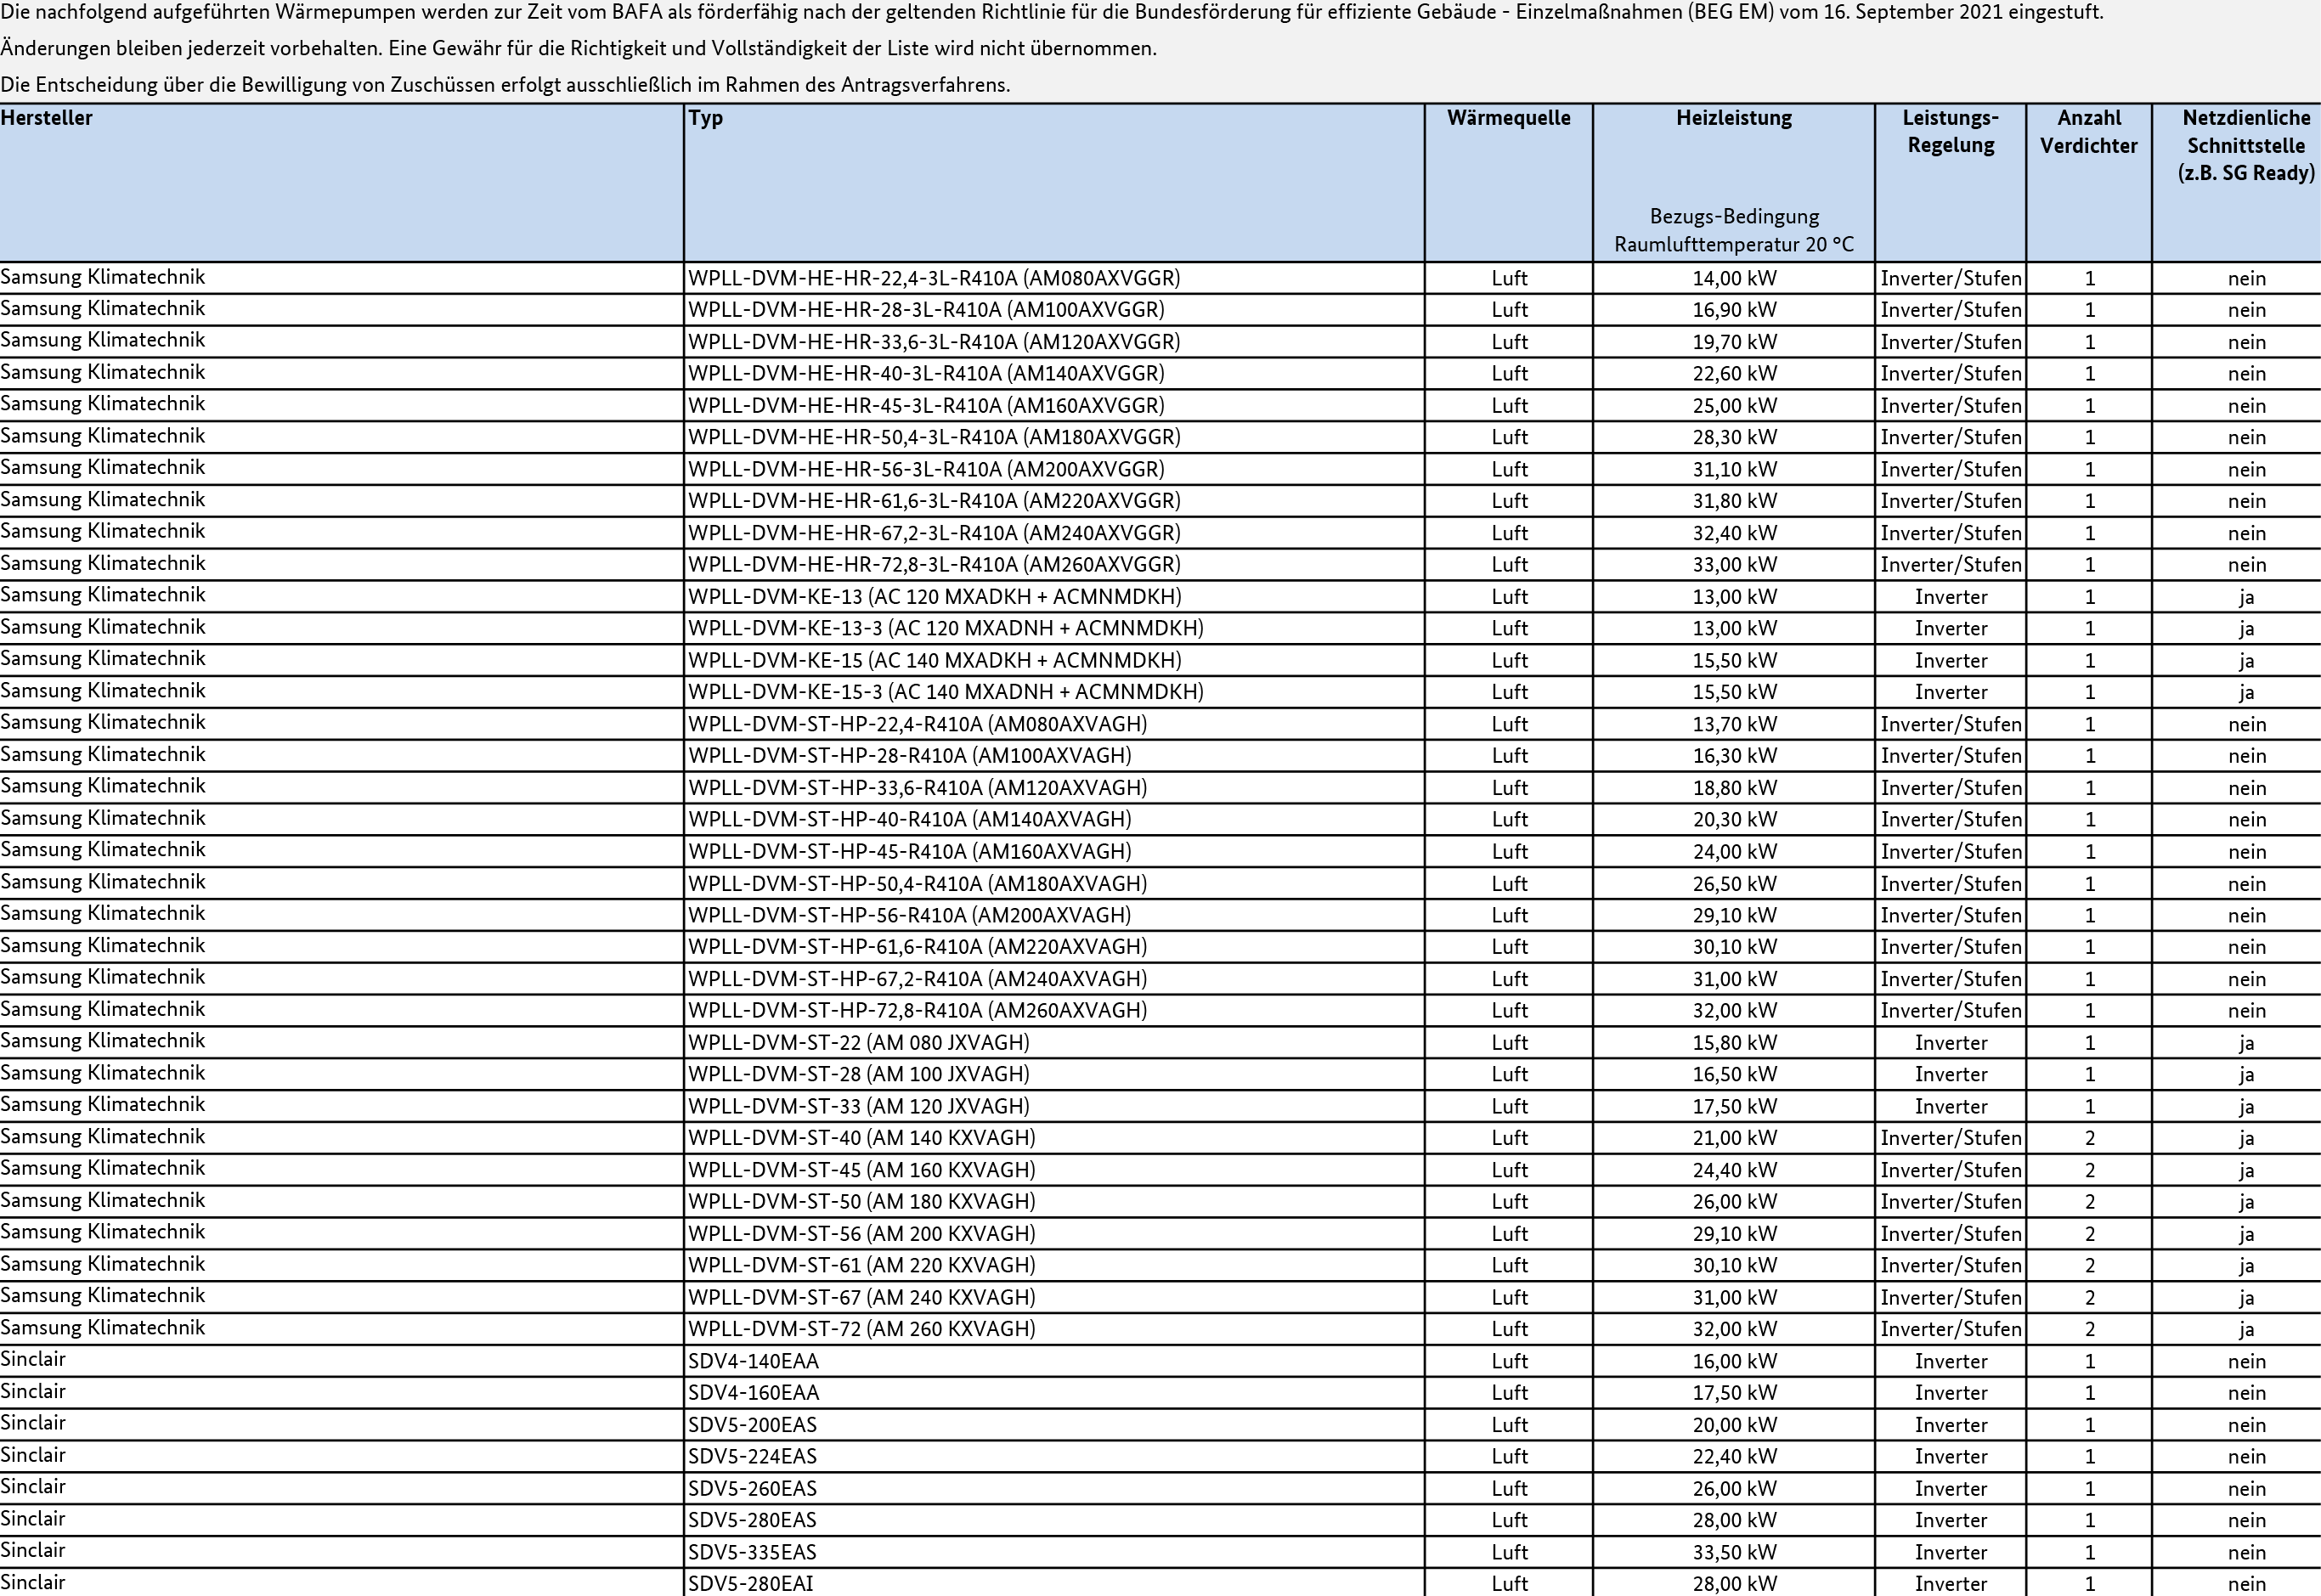 Die nachfolgend aufgeführten Wärmepumpen werden zur Zeit vom BAFA als förderfähig nach der geltenden Richtlinie für die Bundesförderung für effiziente Gebäude - Einzelmaßnahmen (BEG EM) vom 16. September 2021 eingestuft.
Änderungen bleiben jederzeit vorbehalten. Eine Gewähr für die Richtigkeit und Vollständigkeit der Liste wird nicht übernommen.
Die Entscheidung über die Bewilligung von Zuschüssen erfolgt ausschließlich im Rahmen des Antragsverfahrens.
Hersteller Typ Wärmequelle Heizleistung Leistungs- Anzahl Netzdienliche
Regelung Verdichter Schnittstelle
(z.B. SG Ready)
Bezugs-Bedingung
Raumlufttemperatur 20 °C
Samsung Klimatechnik WPLL-DVM-HE-HR-22,4-3L-R410A (AM080AXVGGR) Luft 14,00 kW Inverter/Stufen 1 nein
Samsung Klimatechnik WPLL-DVM-HE-HR-28-3L-R410A (AM100AXVGGR) Luft 16,90 kW Inverter/Stufen 1 nein
Samsung Klimatechnik WPLL-DVM-HE-HR-33,6-3L-R410A (AM120AXVGGR) Luft 19,70 kW Inverter/Stufen 1 nein
Samsung Klimatechnik WPLL-DVM-HE-HR-40-3L-R410A (AM140AXVGGR) Luft 22,60 kW Inverter/Stufen 1 nein
Samsung Klimatechnik WPLL-DVM-HE-HR-45-3L-R410A (AM160AXVGGR) Luft 25,00 kW Inverter/Stufen 1 nein
Samsung Klimatechnik WPLL-DVM-HE-HR-50,4-3L-R410A (AM180AXVGGR) Luft 28,30 kW Inverter/Stufen 1 nein
Samsung Klimatechnik WPLL-DVM-HE-HR-56-3L-R410A (AM200AXVGGR) Luft 31,10 kW Inverter/Stufen 1 nein
Samsung Klimatechnik WPLL-DVM-HE-HR-61,6-3L-R410A (AM220AXVGGR) Luft 31,80 kW Inverter/Stufen 1 nein
Samsung Klimatechnik WPLL-DVM-HE-HR-67,2-3L-R410A (AM240AXVGGR) Luft 32,40 kW Inverter/Stufen 1 nein
Samsung Klimatechnik WPLL-DVM-HE-HR-72,8-3L-R410A (AM260AXVGGR) Luft 33,00 kW Inverter/Stufen 1 nein
Samsung Klimatechnik WPLL-DVM-KE-13 (AC 120 MXADKH + ACMNMDKH) Luft 13,00 kW Inverter 1 ja
Samsung Klimatechnik WPLL-DVM-KE-13-3 (AC 120 MXADNH + ACMNMDKH) Luft 13,00 kW Inverter 1 ja
Samsung Klimatechnik WPLL-DVM-KE-15 (AC 140 MXADKH + ACMNMDKH) Luft 15,50 kW Inverter 1 ja
Samsung Klimatechnik WPLL-DVM-KE-15-3 (AC 140 MXADNH + ACMNMDKH) Luft 15,50 kW Inverter 1 ja
Samsung Klimatechnik WPLL-DVM-ST-HP-22,4-R410A (AM080AXVAGH) Luft 13,70 kW Inverter/Stufen 1 nein
Samsung Klimatechnik WPLL-DVM-ST-HP-28-R410A (AM100AXVAGH) Luft 16,30 kW Inverter/Stufen 1 nein
Samsung Klimatechnik WPLL-DVM-ST-HP-33,6-R410A (AM120AXVAGH) Luft 18,80 kW Inverter/Stufen 1 nein
Samsung Klimatechnik WPLL-DVM-ST-HP-40-R410A (AM140AXVAGH) Luft 20,30 kW Inverter/Stufen 1 nein
Samsung Klimatechnik WPLL-DVM-ST-HP-45-R410A (AM160AXVAGH) Luft 24,00 kW Inverter/Stufen 1 nein
Samsung Klimatechnik WPLL-DVM-ST-HP-50,4-R410A (AM180AXVAGH) Luft 26,50 kW Inverter/Stufen 1 nein
Samsung Klimatechnik WPLL-DVM-ST-HP-56-R410A (AM200AXVAGH) Luft 29,10 kW Inverter/Stufen 1 nein
Samsung Klimatechnik WPLL-DVM-ST-HP-61,6-R410A (AM220AXVAGH) Luft 30,10 kW Inverter/Stufen 1 nein
Samsung Klimatechnik WPLL-DVM-ST-HP-67,2-R410A (AM240AXVAGH) Luft 31,00 kW Inverter/Stufen 1 nein
Samsung Klimatechnik WPLL-DVM-ST-HP-72,8-R410A (AM260AXVAGH) Luft 32,00 kW Inverter/Stufen 1 nein
Samsung Klimatechnik WPLL-DVM-ST-22 (AM 080 JXVAGH) Luft 15,80 kW Inverter 1 ja
Samsung Klimatechnik WPLL-DVM-ST-28 (AM 100 JXVAGH) Luft 16,50 kW Inverter 1 ja
Samsung Klimatechnik WPLL-DVM-ST-33 (AM 120 JXVAGH) Luft 17,50 kW Inverter 1 ja
Samsung Klimatechnik WPLL-DVM-ST-40 (AM 140 KXVAGH) Luft 21,00 kW Inverter/Stufen 2 ja
Samsung Klimatechnik WPLL-DVM-ST-45 (AM 160 KXVAGH) Luft 24,40 kW Inverter/Stufen 2 ja
Samsung Klimatechnik WPLL-DVM-ST-50 (AM 180 KXVAGH) Luft 26,00 kW Inverter/Stufen 2 ja
Samsung Klimatechnik WPLL-DVM-ST-56 (AM 200 KXVAGH) Luft 29,10 kW Inverter/Stufen 2 ja
Samsung Klimatechnik WPLL-DVM-ST-61 (AM 220 KXVAGH) Luft 30,10 kW Inverter/Stufen 2 ja
Samsung Klimatechnik WPLL-DVM-ST-67 (AM 240 KXVAGH) Luft 31,00 kW Inverter/Stufen 2 ja
Samsung Klimatechnik WPLL-DVM-ST-72 (AM 260 KXVAGH) Luft 32,00 kW Inverter/Stufen 2 ja
Sinclair SDV4-140EAA Luft 16,00 kW Inverter 1 nein
Sinclair SDV4-160EAA Luft 17,50 kW Inverter 1 nein
Sinclair SDV5-200EAS Luft 20,00 kW Inverter 1 nein
Sinclair SDV5-224EAS Luft 22,40 kW Inverter 1 nein
Sinclair SDV5-260EAS Luft 26,00 kW Inverter 1 nein
Sinclair SDV5-280EAS Luft 28,00 kW Inverter 1 nein
Sinclair SDV5-335EAS Luft 33,50 kW Inverter 1 nein
Sinclair SDV5-280EAI Luft 28,00 kW Inverter 1 nein